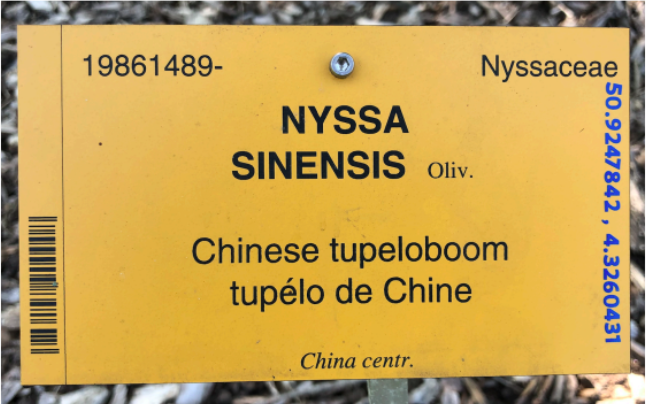 19861489-
Nyssaceae
NYSSA
SINENSIS Oliv.
Chinese tupeloboom
tupélo de Chine
China centr.
50.9247842 , 4.3260431